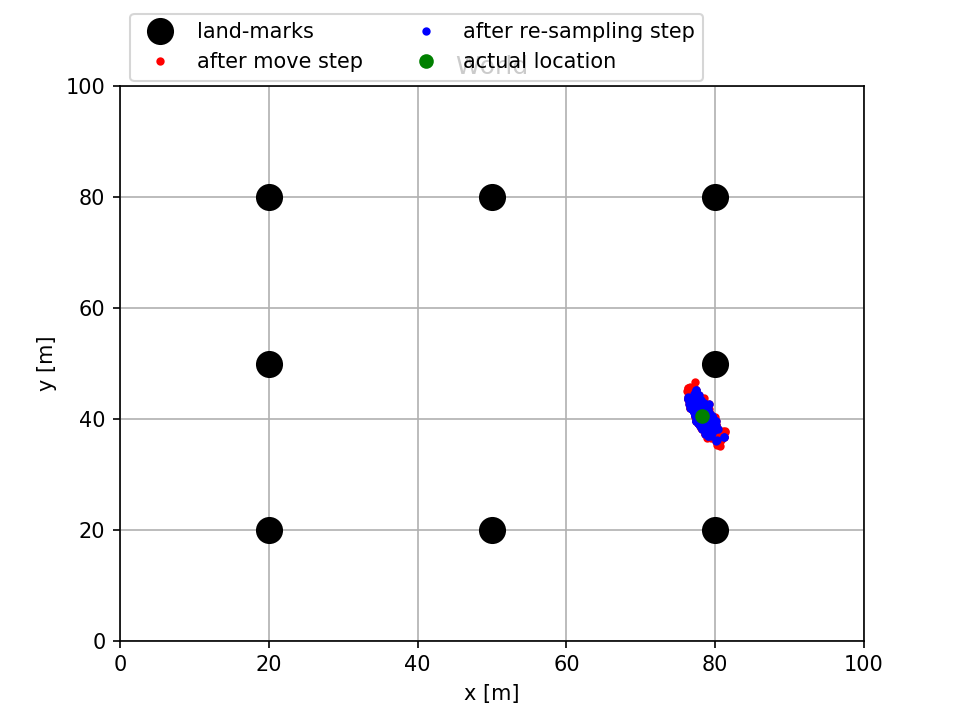 land-marks
after re-sampling step
after move step
actual location
World
100
80
60
40
20
0
y [m]
0 20 40 60 80 100
x [m]